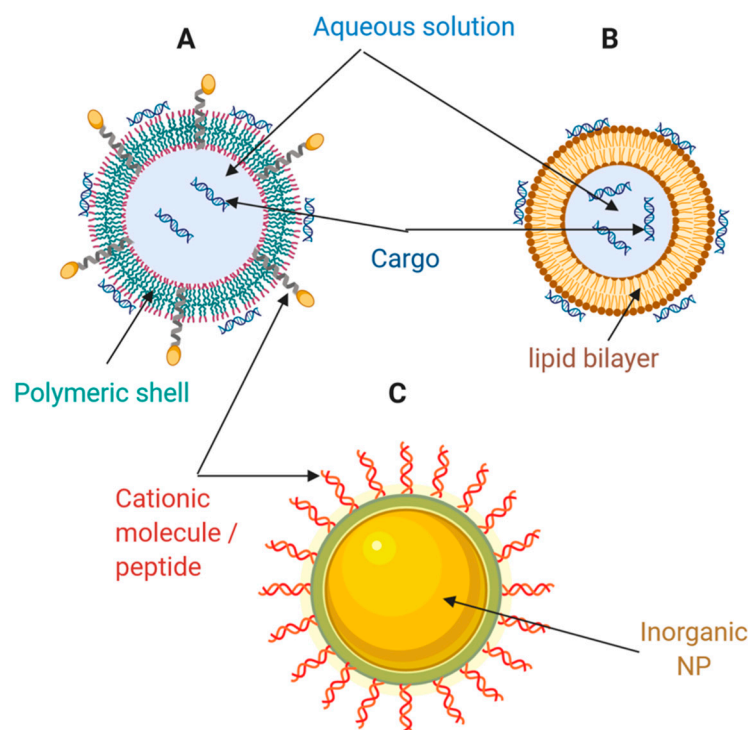 A
Aqueous solution
B
Cargo
lipid bilayer
Polymeric shell
C
Cationic
molecule /
peptide
Inorganic
NP